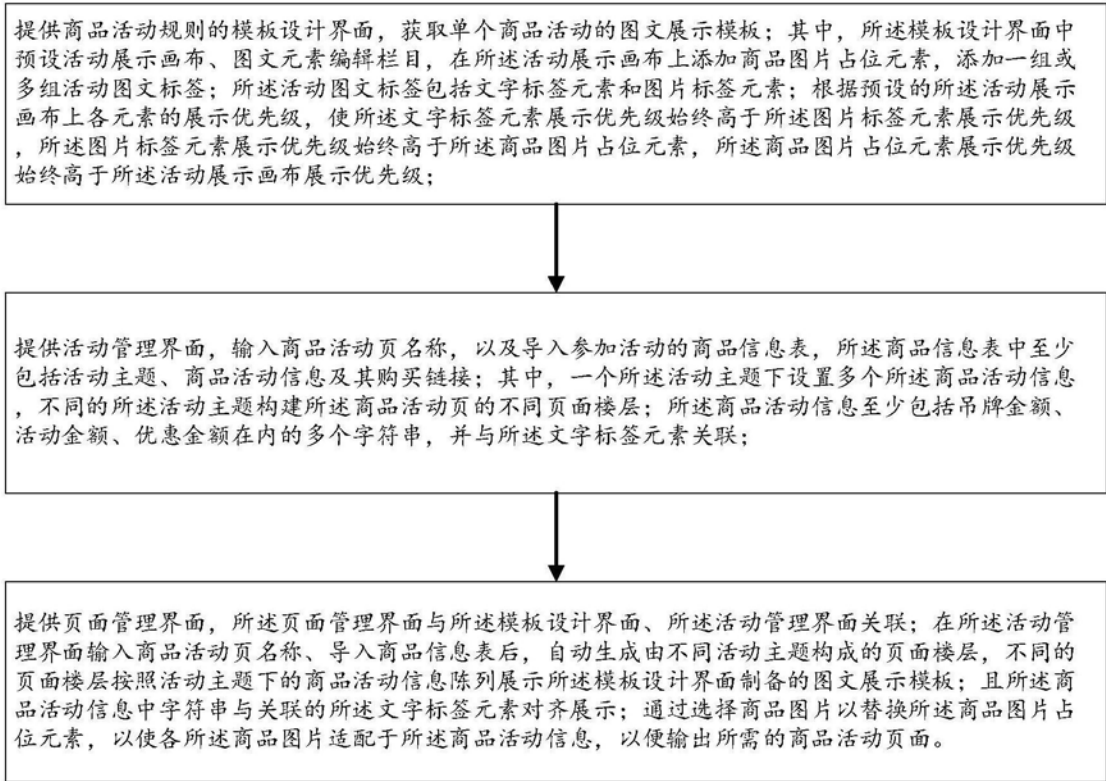 提供商品活动规则的模板设计界面，获取单个商品活动的图文展示模板；其中，所述模板设计界面中
预设活动展示画布、图文元素编辑栏目，在所述活动展示画布上添加商品图片占位元素，添加一组或
多组活动图文标签；所述活动图文标签包括文字标签元素和图片标签元素；根据预设的所述活动展示
画布上各元素的展示优先级，使所述文字标签元素展示优先级始终高于所述图片标签元素展示优先级
，所述图片标签元素展示优先级始终高于所述商品图片占位元素，所述商品图片占位元素展示优先级
始终高于所述活动展示画布展示优先级；
提供活动管理界面，输入商品活动页名称，以及导入参加活动的商品信息表，所述商品信息表中至少
包括活动主题、商品活动信息及其购买链接；其中，一个所述活动主题下设置多个所述商品活动信息
，不同的所述活动主题构建所述商品活动页的不同页面楼层；所述商品活动信息至少包括吊牌金额、
活动金额、优惠金额在内的多个字符串，并与所述文字标签元素关联；
提供页面管理界面，所述页面管理界面与所述模板设计界面、所述活动管理界面关联；在所述活动管
理界面输入商品活动页名称、导入商品信息表后，自动生成由不同活动主题构成的页面楼层，不同的
页面楼层按照活动主题下的商品活动信息陈列展示所述模板设计界面制备的图文展示模板；且所述商
品活动信息中字符串与关联的所述文字标签元素对齐展示；通过选择商品图片以替换所述商品图片占
位元素，以使各所述商品图片适配于所述商品活动信息，以便输出所需的商品活动页面。